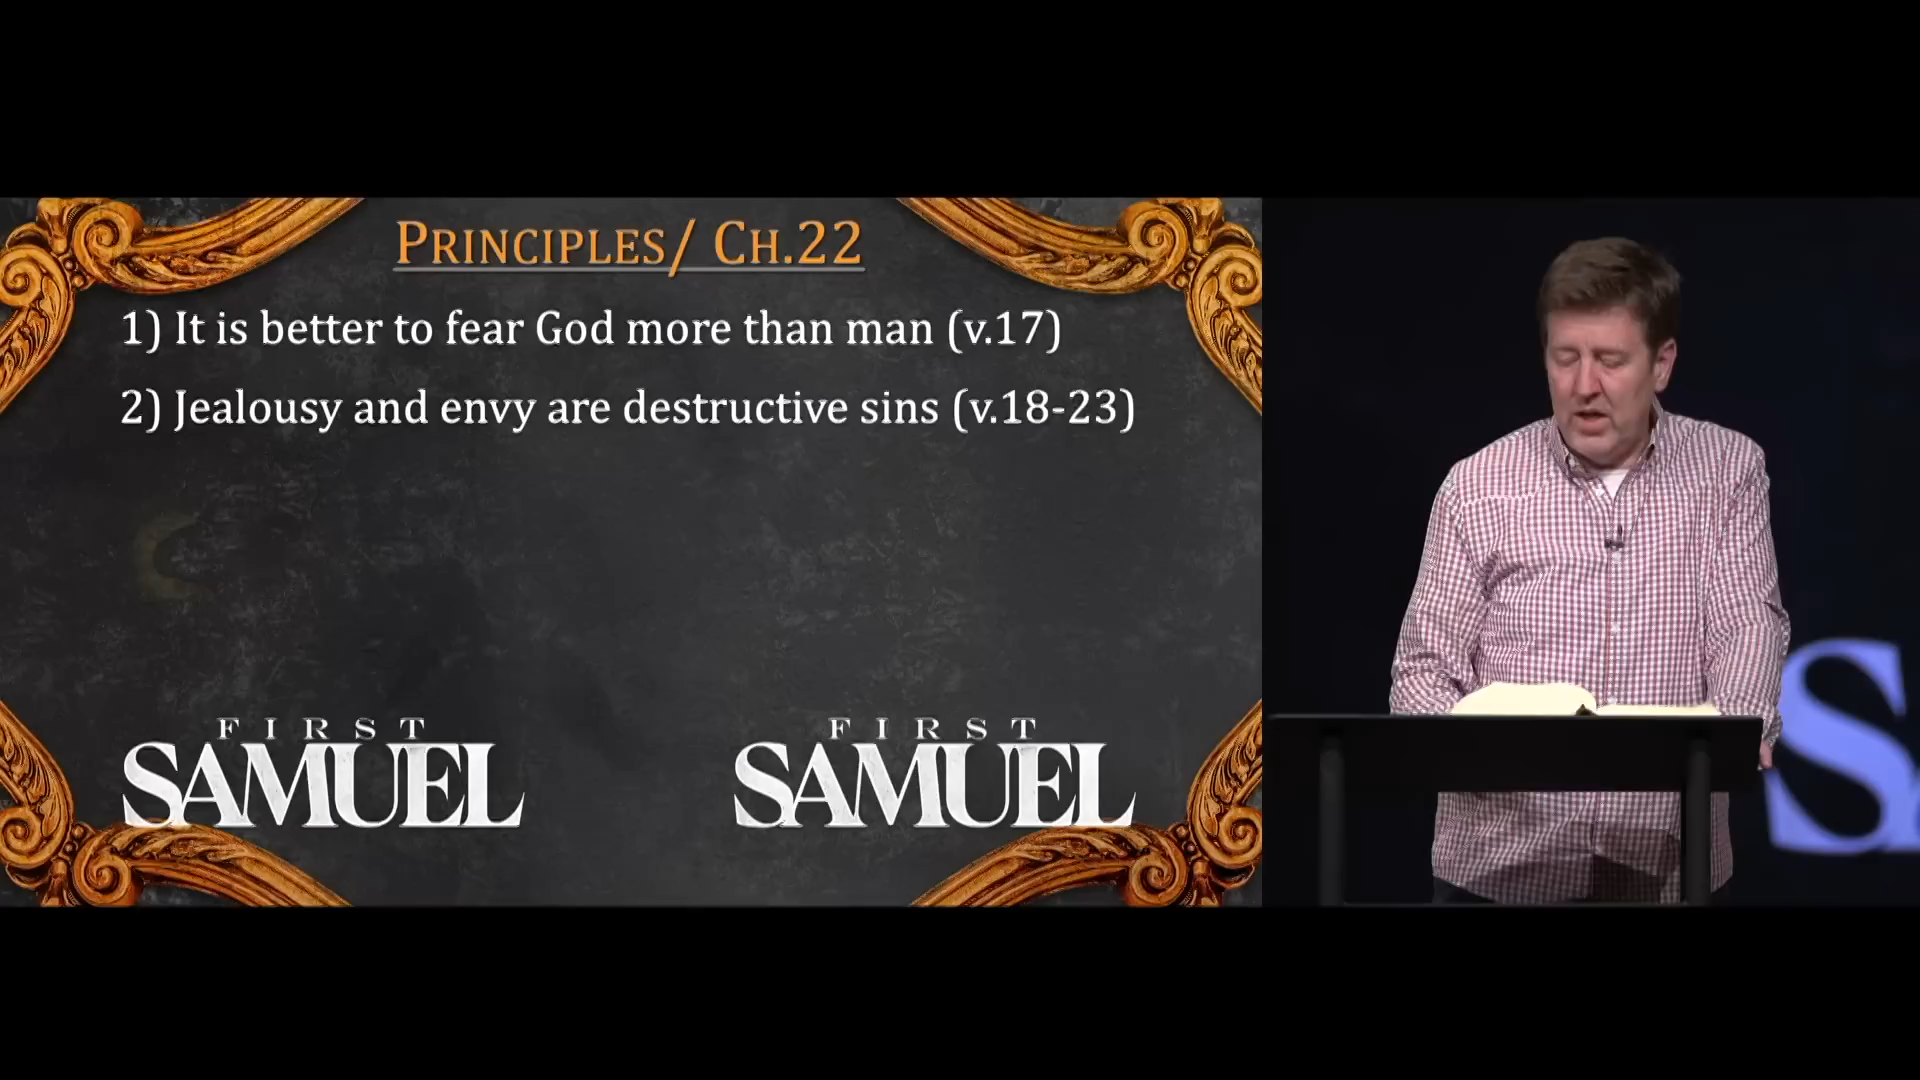 PRINCIPLES/ CH.22
1) It is better to fear God more than man (v.17)
2) Jealousy and envy are destructive sins (v.18-23)
FIRST
SAMUEL
FIRST
SAMUEL
S